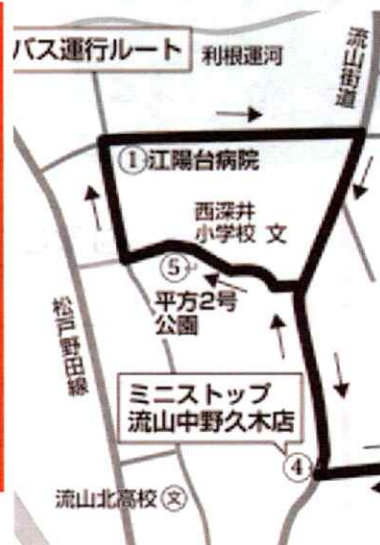 バス運行ルート
利根運河
流山街道
①江陽台病院
西深井
小学校 文
⑤
平方2号
公園
松戸野田線
ミニストップ
流山中野久木店
④
流山北高校 文